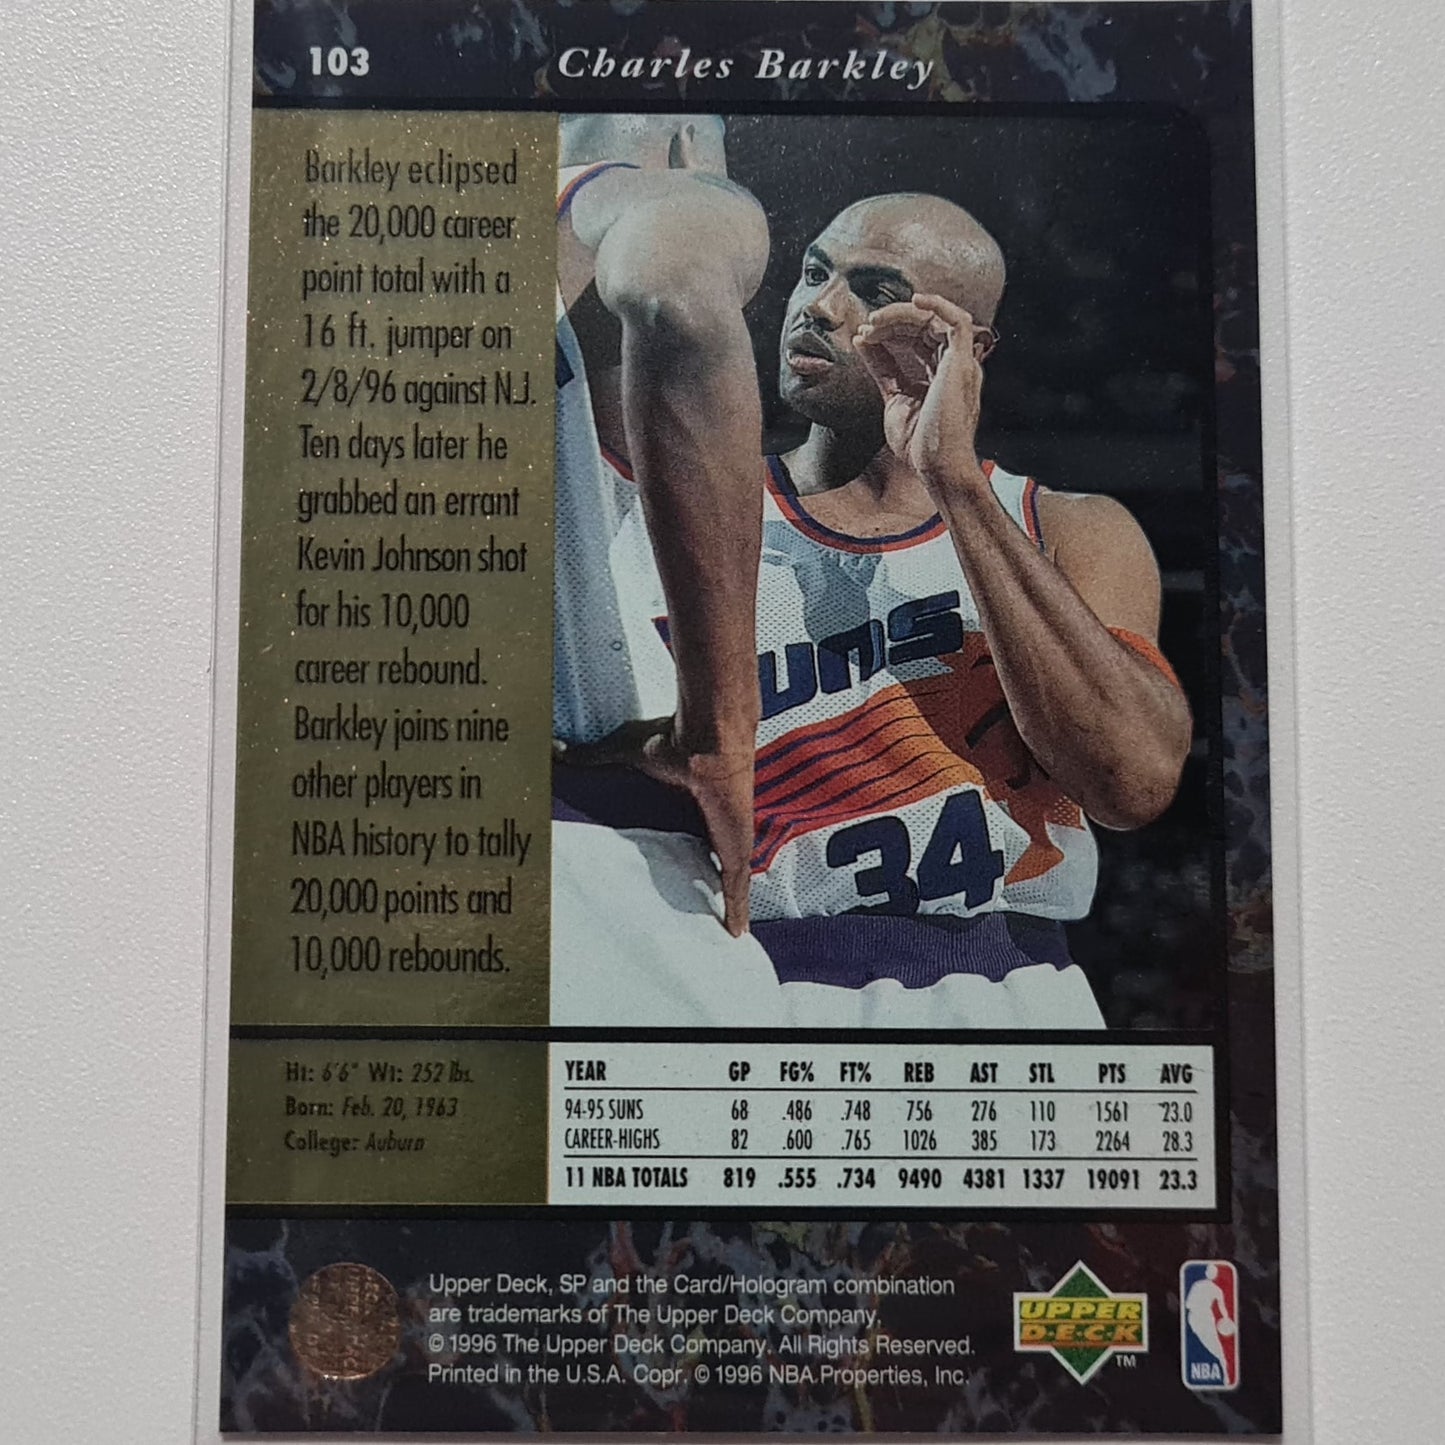 103
Charles Barkley
Barkley eclipsed
the 20,000 career
point total with a
16 ft. jumper on
2/8/96 against N.J.
Ten days later he
grabbed an errant
Kevin Johnson shot
for his 10,000
career rebound.
Barkley joins nine
other players in
NBA history to tally
20,000 points and
10,000 rebounds.
UNS
34
Ht: 6'6" Wt: 252 lbs.
Born: Feb. 20, 1963
College: Auburn
YEAR GP FG% FT% REB AST STL PTS AVG
94-95 SUNS 68 .486 .748 756 276 110 1561 23.0
CAREER-HIGHS 82 .600 .765 1026 385 173 2264 28.3
11 NBA TOTALS 819 .555 .734 9490 4381 1337 19091 23.3
Upper Deck, SP and the Card/Hologram combination
are trademarks of The Upper Deck Company.
© 1996 The Upper Deck Company. All Rights Reserved.
Printed in the U.S.A. Copr. © 1996 NBA Properties, Inc.
UPPER
DECK
TM
NBA